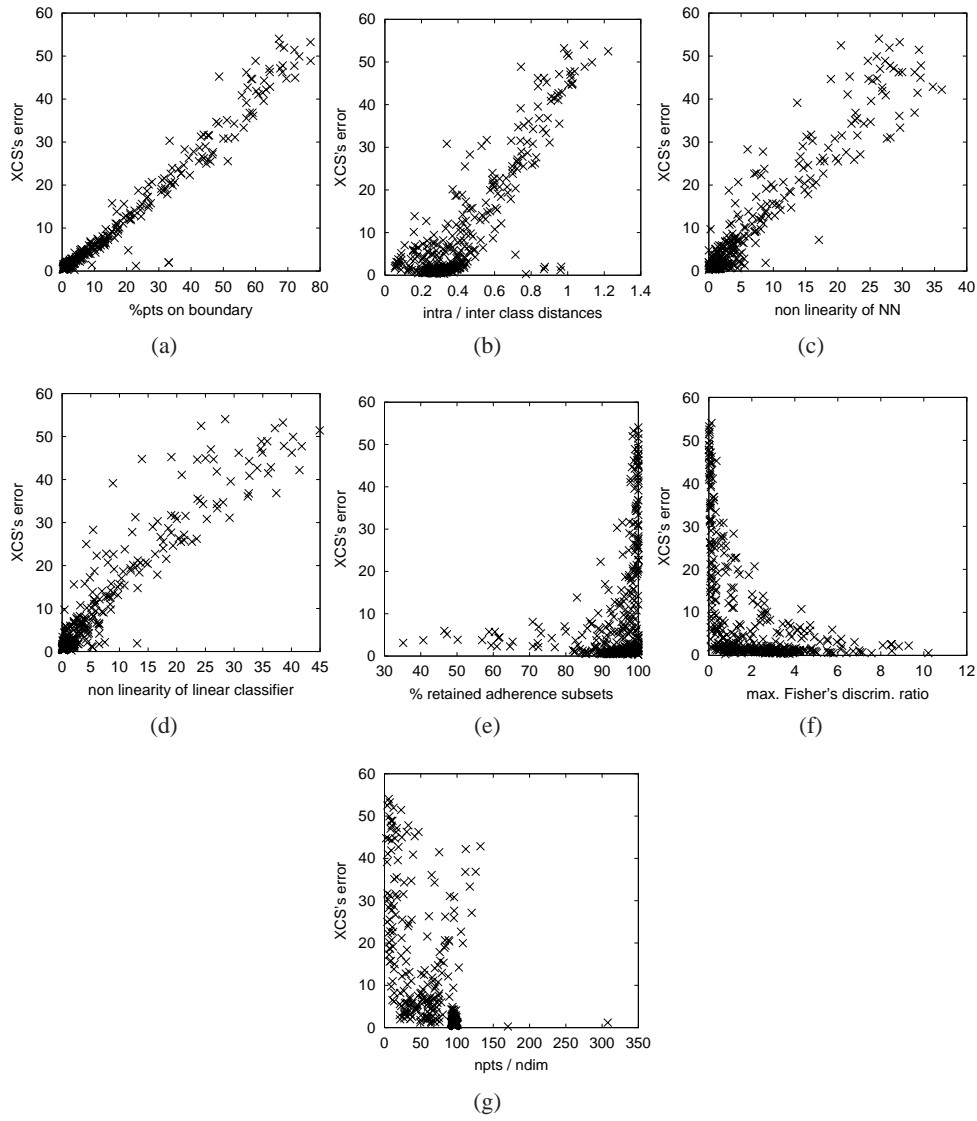 60
50
40
30
20
10
0
XCS's error
0 10 20 30 40 50 60 70 80
%pts on boundary
(a)
60
50
40
30
20
10
0
XCS's error
0 0.2 0.4 0.6 0.8 1 1.2 1.4
intra / inter class distances
(b)
60
50
40
30
20
10
0
XCS's error
0 5 10 15 20 25 30 35 40
non linearity of NN
(c)
60
50
40
30
20
10
0
XCS's error
0 5 10 15 20 25 30 35 40 45
non linearity of linear classifier
(d)
60
50
40
30
20
10
0
XCS's error
30 40 50 60 70 80 90 100
% retained adherence subsets
(e)
60
50
40
30
20
10
0
XCS's error
0 2 4 6 8 10 12
max. Fisher's discrim. ratio
(f)
60
50
40
30
20
10
0
XCS's error
0 50 100 150 200 250 300 350
npts / ndim
(g)